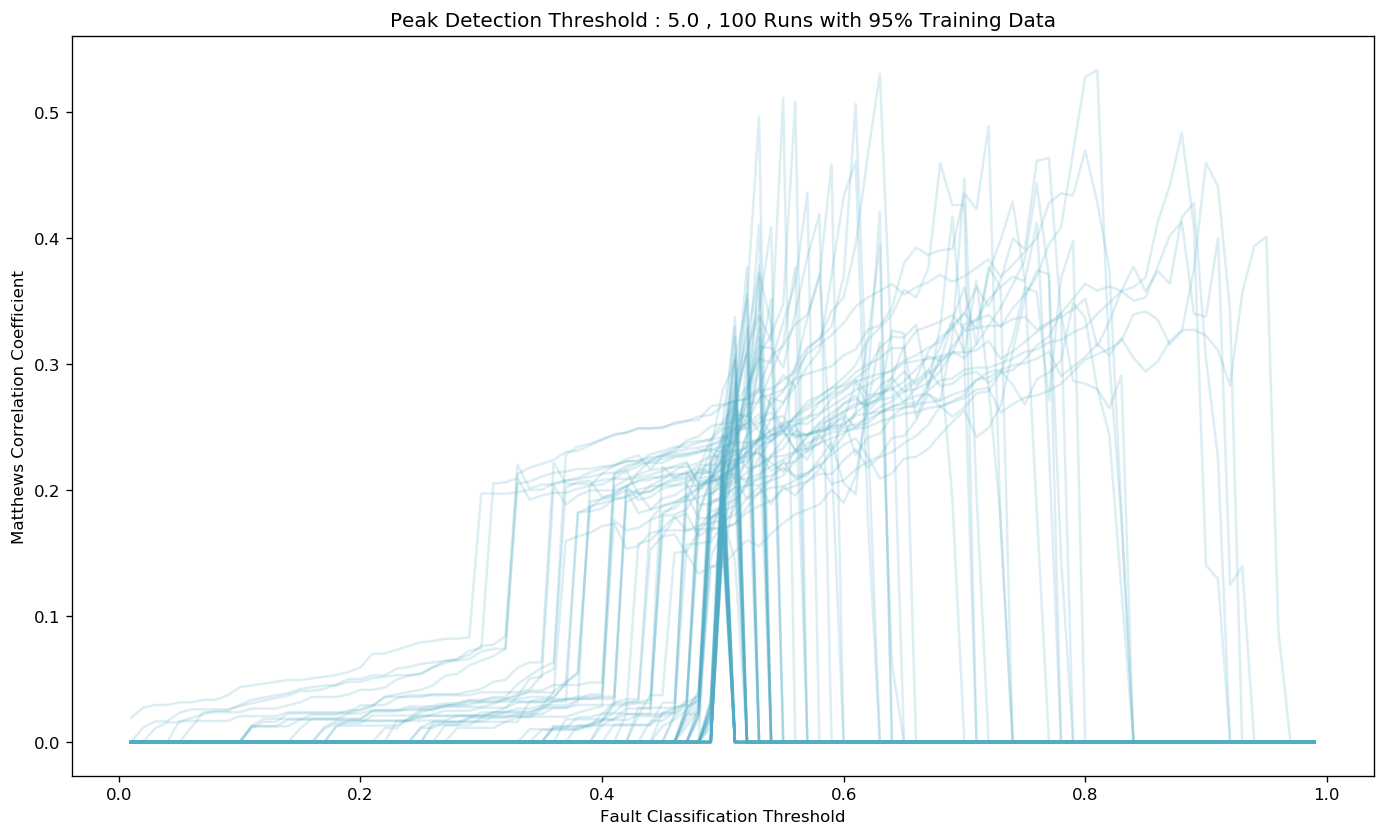 Peak Detection Threshold : 5.0 , 100 Runs with 95% Training Data
Matthews Correlation Coefficient
0.5
0.4
0.3
0.2
0.1
0.0
0.0 0.2 0.4 0.6 0.8 1.0
Fault Classification Threshold